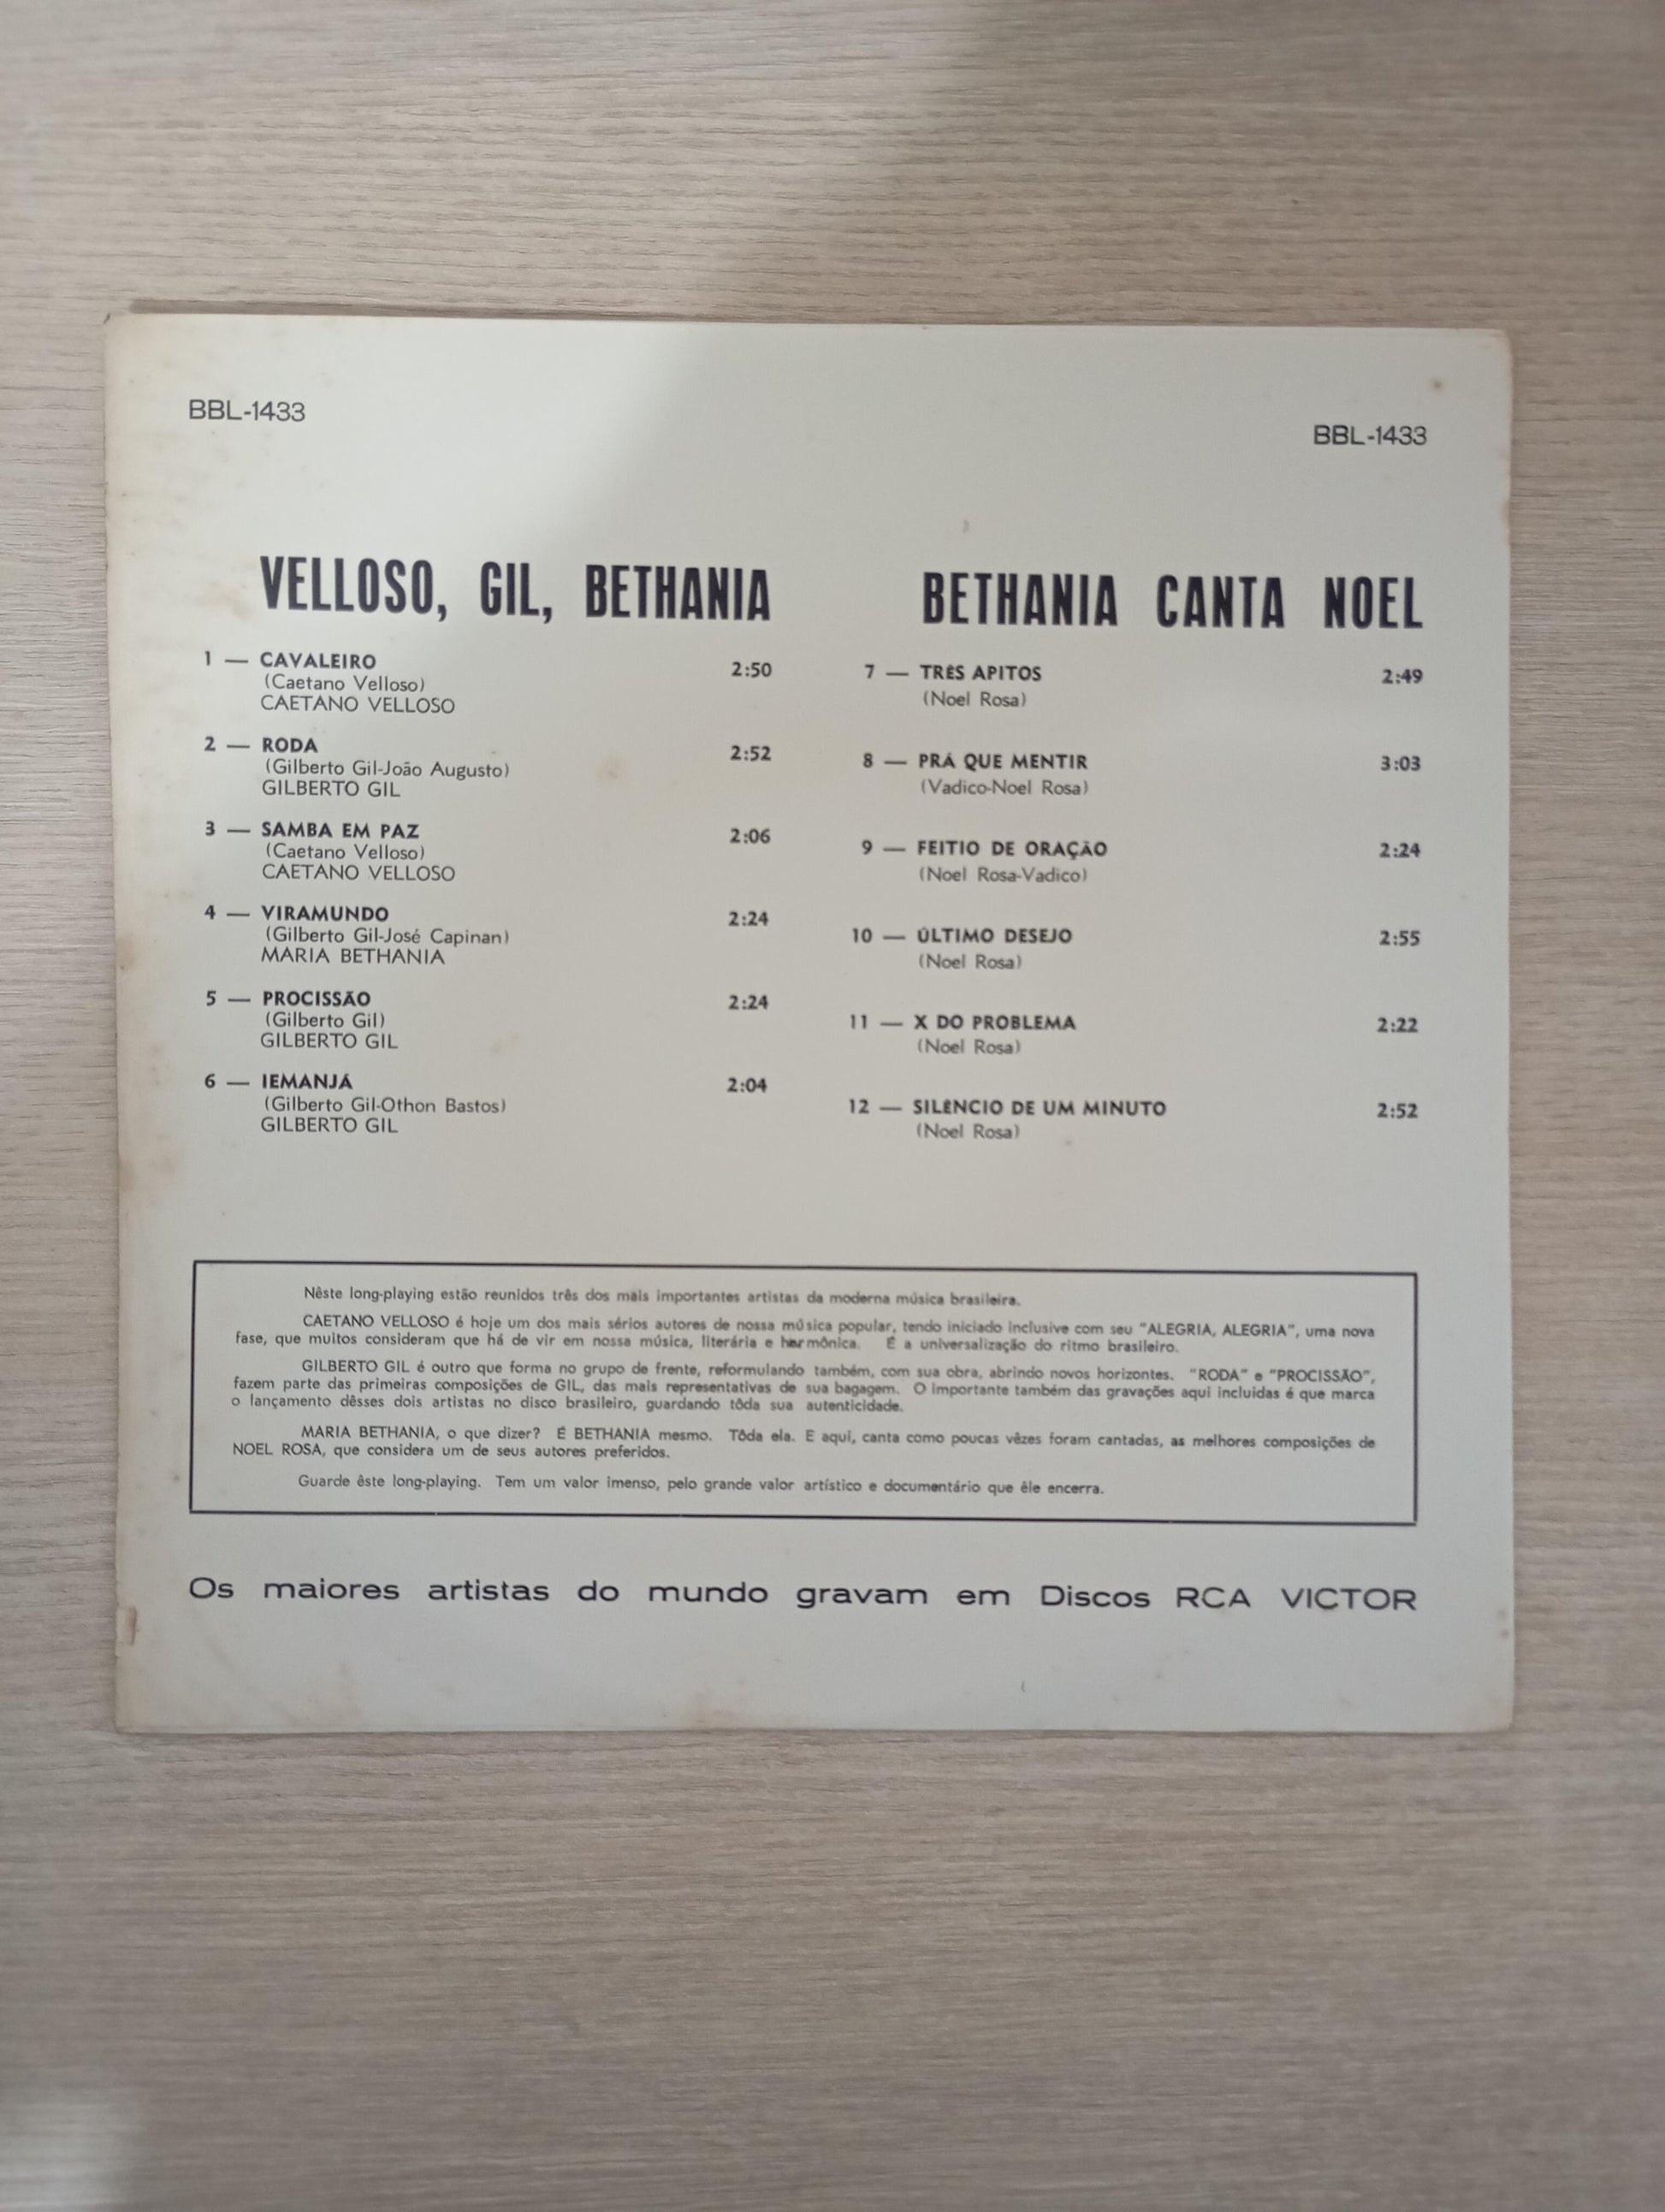 BBL-1433
BBL-1433
VELLOSO, GIL, BETHANIA
1 — CAVALEIRO 2:50
(Caetano Velloso)
CAETANO VELLOSO
2 — RODA 2:52
(Gilberto Gil-João Augusto)
GILBERTO GIL
3 — SAMBA EM PAZ 2:06
(Caetano Velloso)
CAETANO VELLOSO
4 — VIRAMUNDO 2:24
(Gilberto Gil-José Capinan)
MARIA BETHANIA
5 — PROCISSÃO 2:24
(Gilberto Gil)
GILBERTO GIL
6 — IEMANJÁ 2:04
(Gilberto Gil-Othon Bastos)
GILBERTO GIL
BETHANIA CANTA NOEL
7 — TRÊS APITOS 2:49
(Noel Rosa)
8 — PRÁ QUE MENTIR 3:03
(Vadico-Noel Rosa)
9 — FEITIO DE ORAÇÃO 2:24
(Noel Rosa-Vadico)
10 — ÚLTIMO DESEJO 2:55
(Noel Rosa)
11 — X DO PROBLEMA 2:22
(Noel Rosa)
12 — SILÊNCIO DE UM MINUTO 2:52
(Noel Rosa)
Nêste long-playing estão reunidos três dos mais importantes artistas da moderna música brasileira.
CAETANO VELLOSO é hoje um dos mais sérios autores de nossa música popular, tendo iniciado inclusive com seu "ALEGRIA, ALEGRIA", uma nova
fase, que muitos consideram que há de vir em nossa música, literária e harmônica. É a universalização do ritmo brasileiro.
GILBERTO GIL é outro que forma no grupo de frente, reformulando também, com sua obra, abrindo novos horizontes. "RODA" e "PROCISSÃO",
fazem parte das primeiras composições de GIL, das mais representativas de sua bagagem. O importante também das gravações aqui incluidas é que marca
o lançamento dêsses dois artistas no disco brasileiro, guardando tôda sua autenticidade.
MARIA BETHANIA, o que dizer? É BETHANIA mesmo. Tôda ela. E aqui, canta como poucas vêzes foram cantadas, as melhores composições de
NOEL ROSA, que considera um de seus autores preferidos.
Guarde êste long-playing. Tem um valor imenso, pelo grande valor artístico e documentário que êle encerra.
Os maiores artistas do mundo gravam em Discos RCA VICTOR